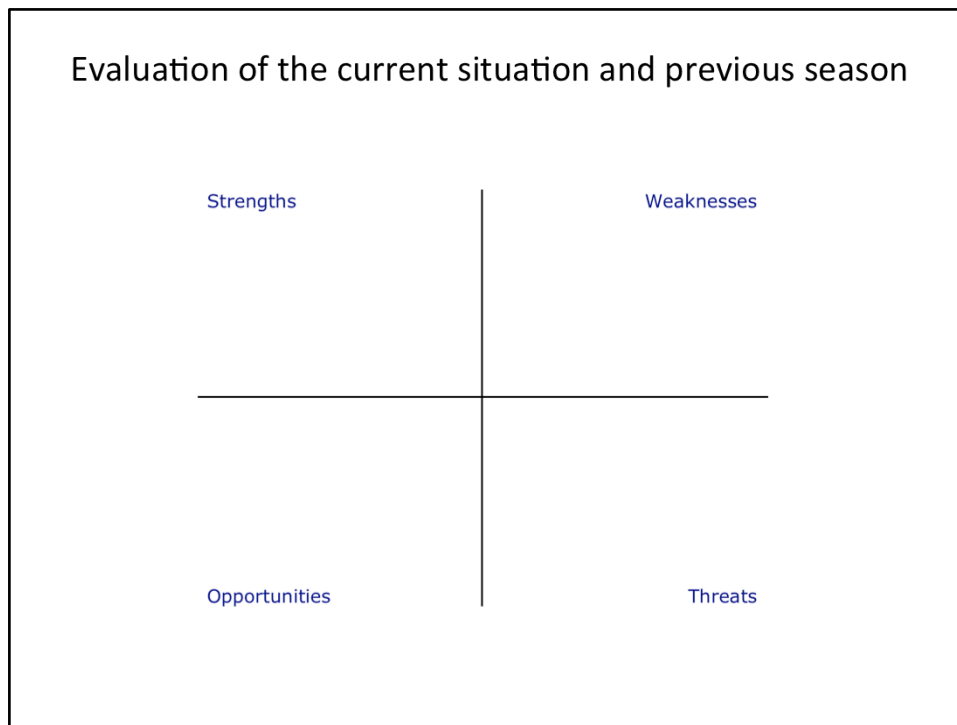 Evaluation of the current situation and previous season
Strengths
Weaknesses
Opportunities
Threats